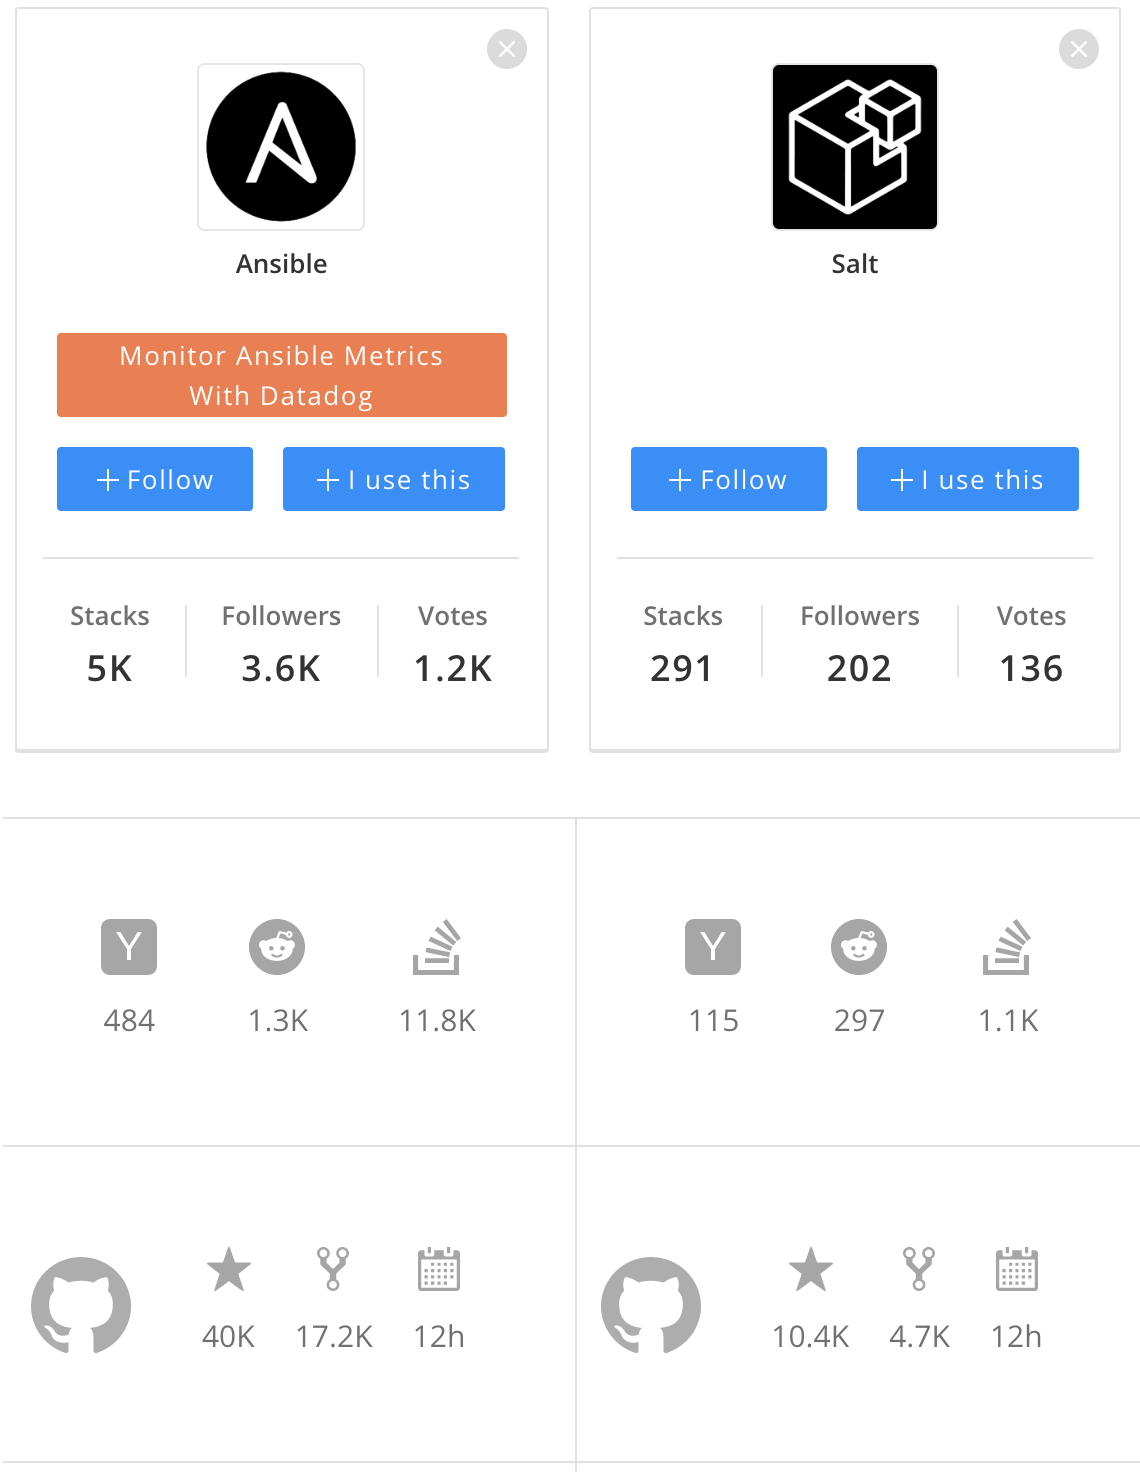 Ansible
Monitor Ansible Metrics
With Datadog
Follow
I use this
Stacks
Followers
Votes
5K
3.6K
1.2K
Salt
Follow
I use this
Stacks
Followers
Votes
291
202
136
Y
484
1.3K
11.8K
Y
115
297
1.1K
40K
17.2K
12h
10.4K
4.7K
12h